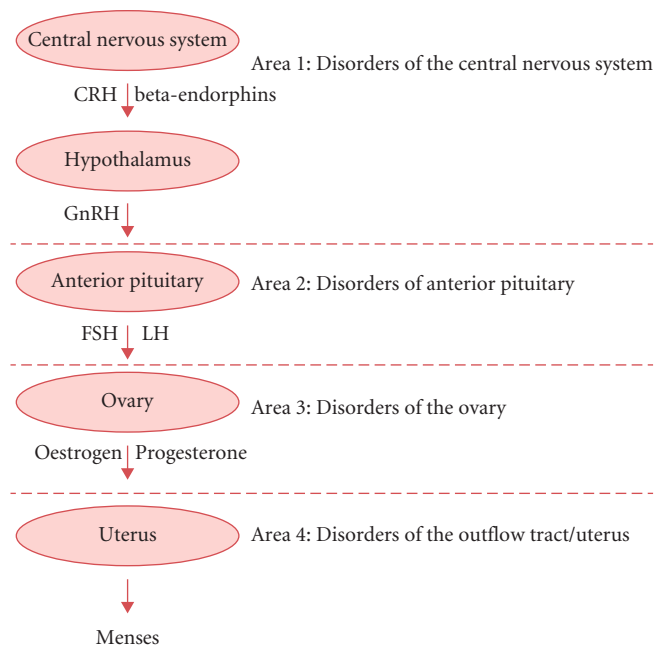 Central nervous system
Area 1: Disorders of the central nervous system
CRH beta-endorphins
Hypothalamus
GnRH
Anterior pituitary
Area 2: Disorders of anterior pituitary
FSH LH
Ovary
Area 3: Disorders of the ovary
Oestrogen Progesterone
Uterus
Area 4: Disorders of the outflow tract/uterus
Menses